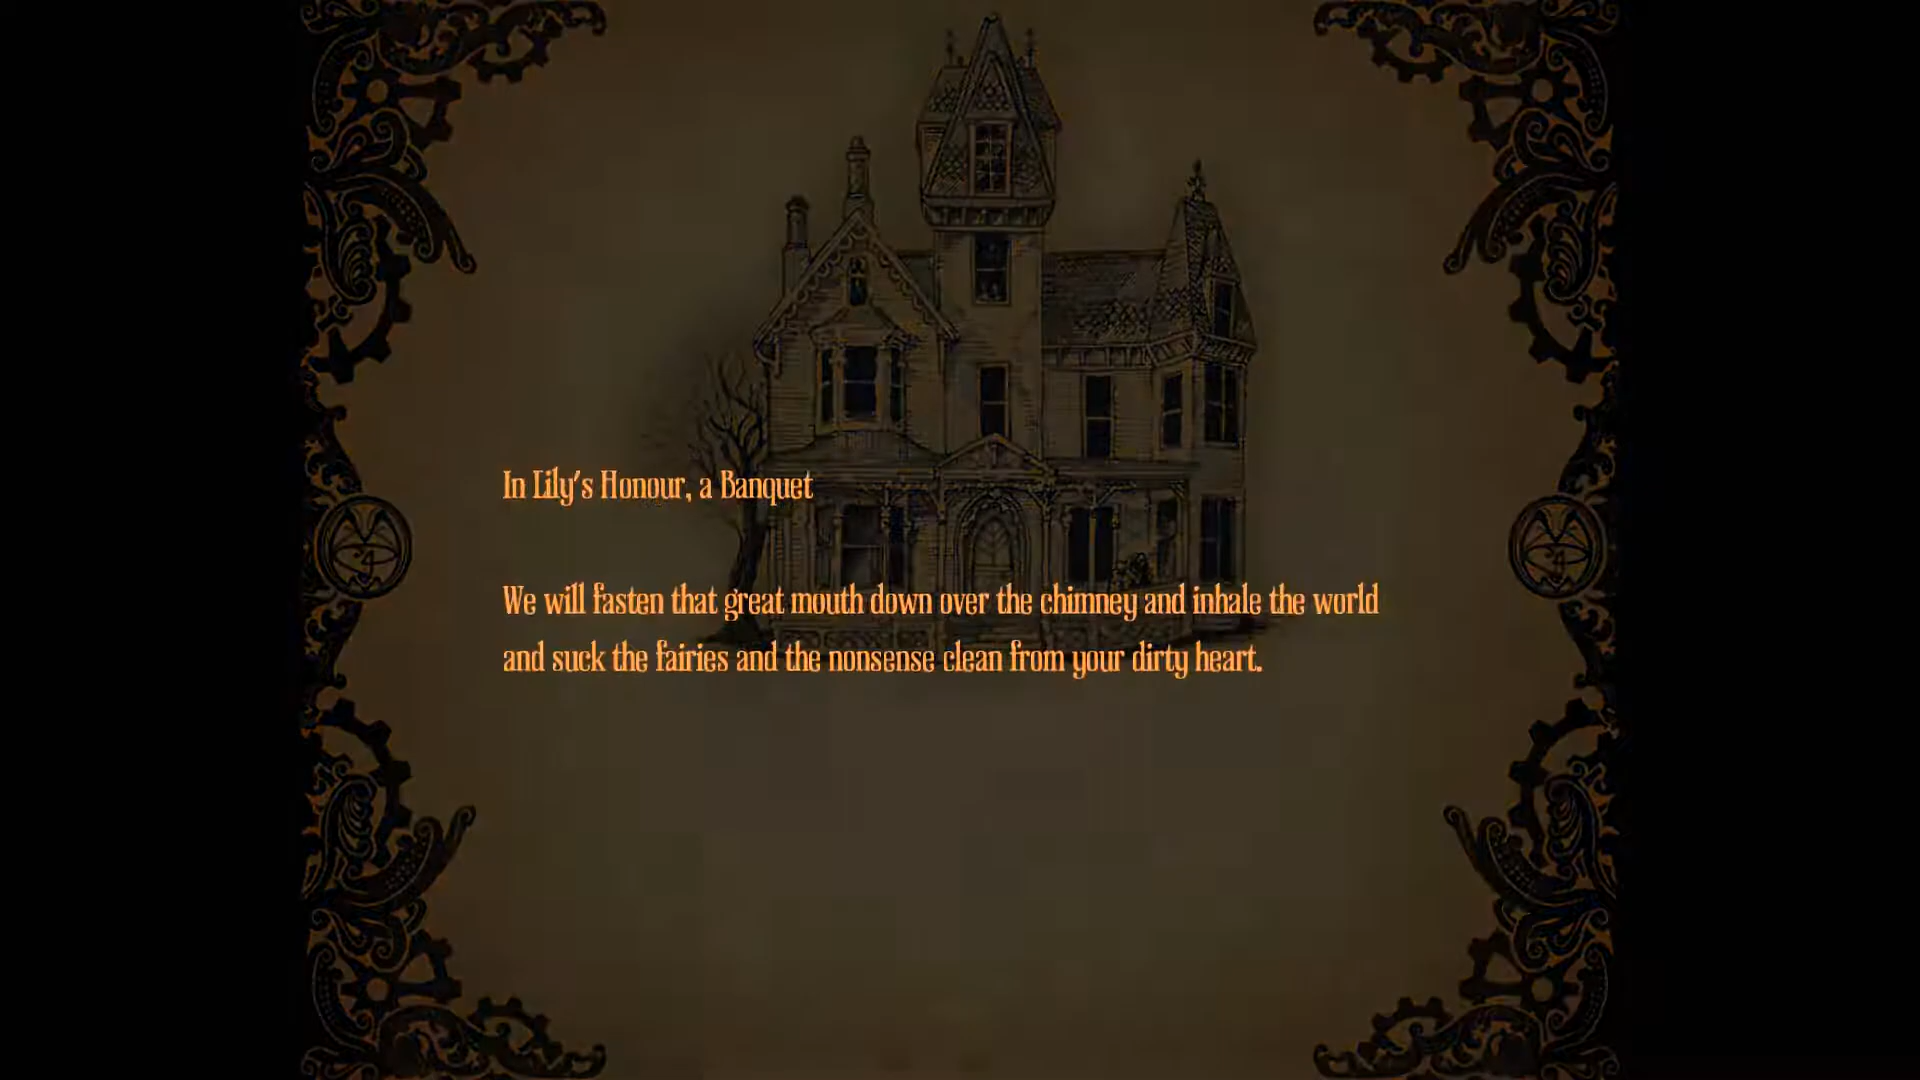 In Lily's Honour, a Banquet
We will fasten that great mouth down over the chimney and inhale the world
and suck the fairies and the nonsense clean from your dirty heart.